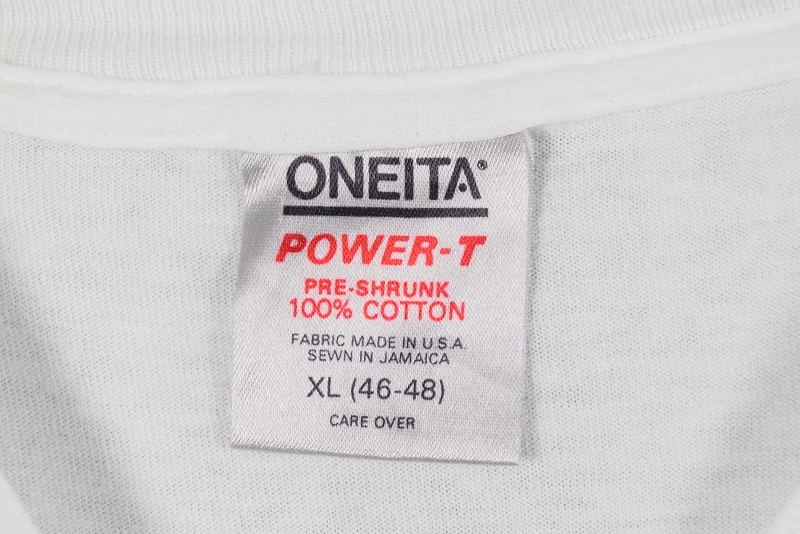 ONEITA®
POWER-T
PRE-SHRUNK
100% COTTON
FABRIC MADE IN U.S.A.
SEWN IN JAMAICA
XL (46-48)
CARE OVER